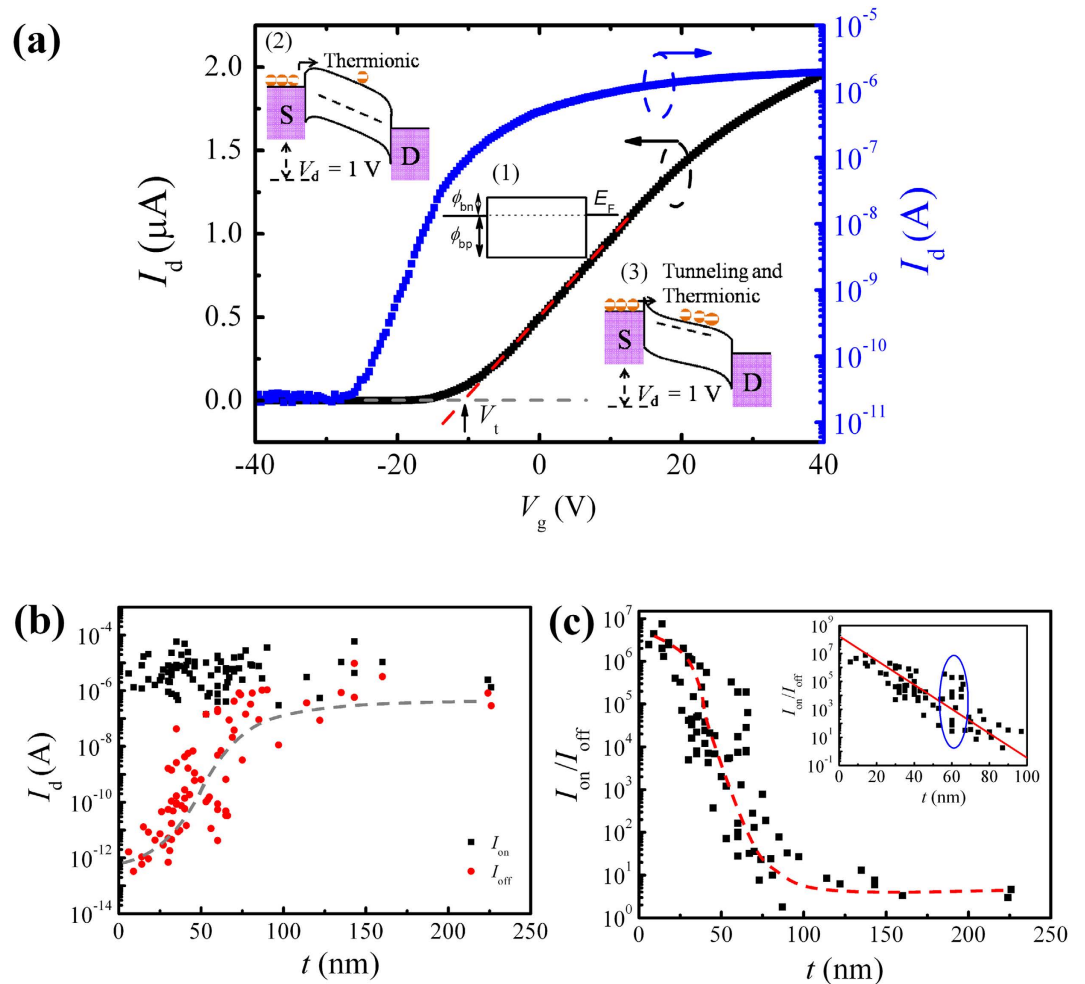 (a)
(2)
Thermionic
S
D
V_d = 1 V
(1)
ϕ_bn
E_F
ϕ_bp
(3) Tunneling and
Thermionic
S
D
V_d = 1 V
V_t
2.0
1.5
1.0
0.5
0.0
I_d (μA)
10^-5
10^-6
10^-7
10^-8
10^-9
10^-10
10^-11
I_d (A)
-40 -20 0 20 40
V_g (V)
(b)
10^-4
10^-6
10^-8
10^-10
10^-12
10^-14
I_d (A)
I_on
I_off
0 50 100 150 200 250
t (nm)
(c)
10^7
10^6
10^5
10^4
10^3
10^2
10^1
10^0
I_on/I_off
10^9
10^7
10^5
10^3
10^1
10^-1
I_on/I_off
0 20 40 60 80 100
t (nm)
0 50 100 150 200 250
t (nm)